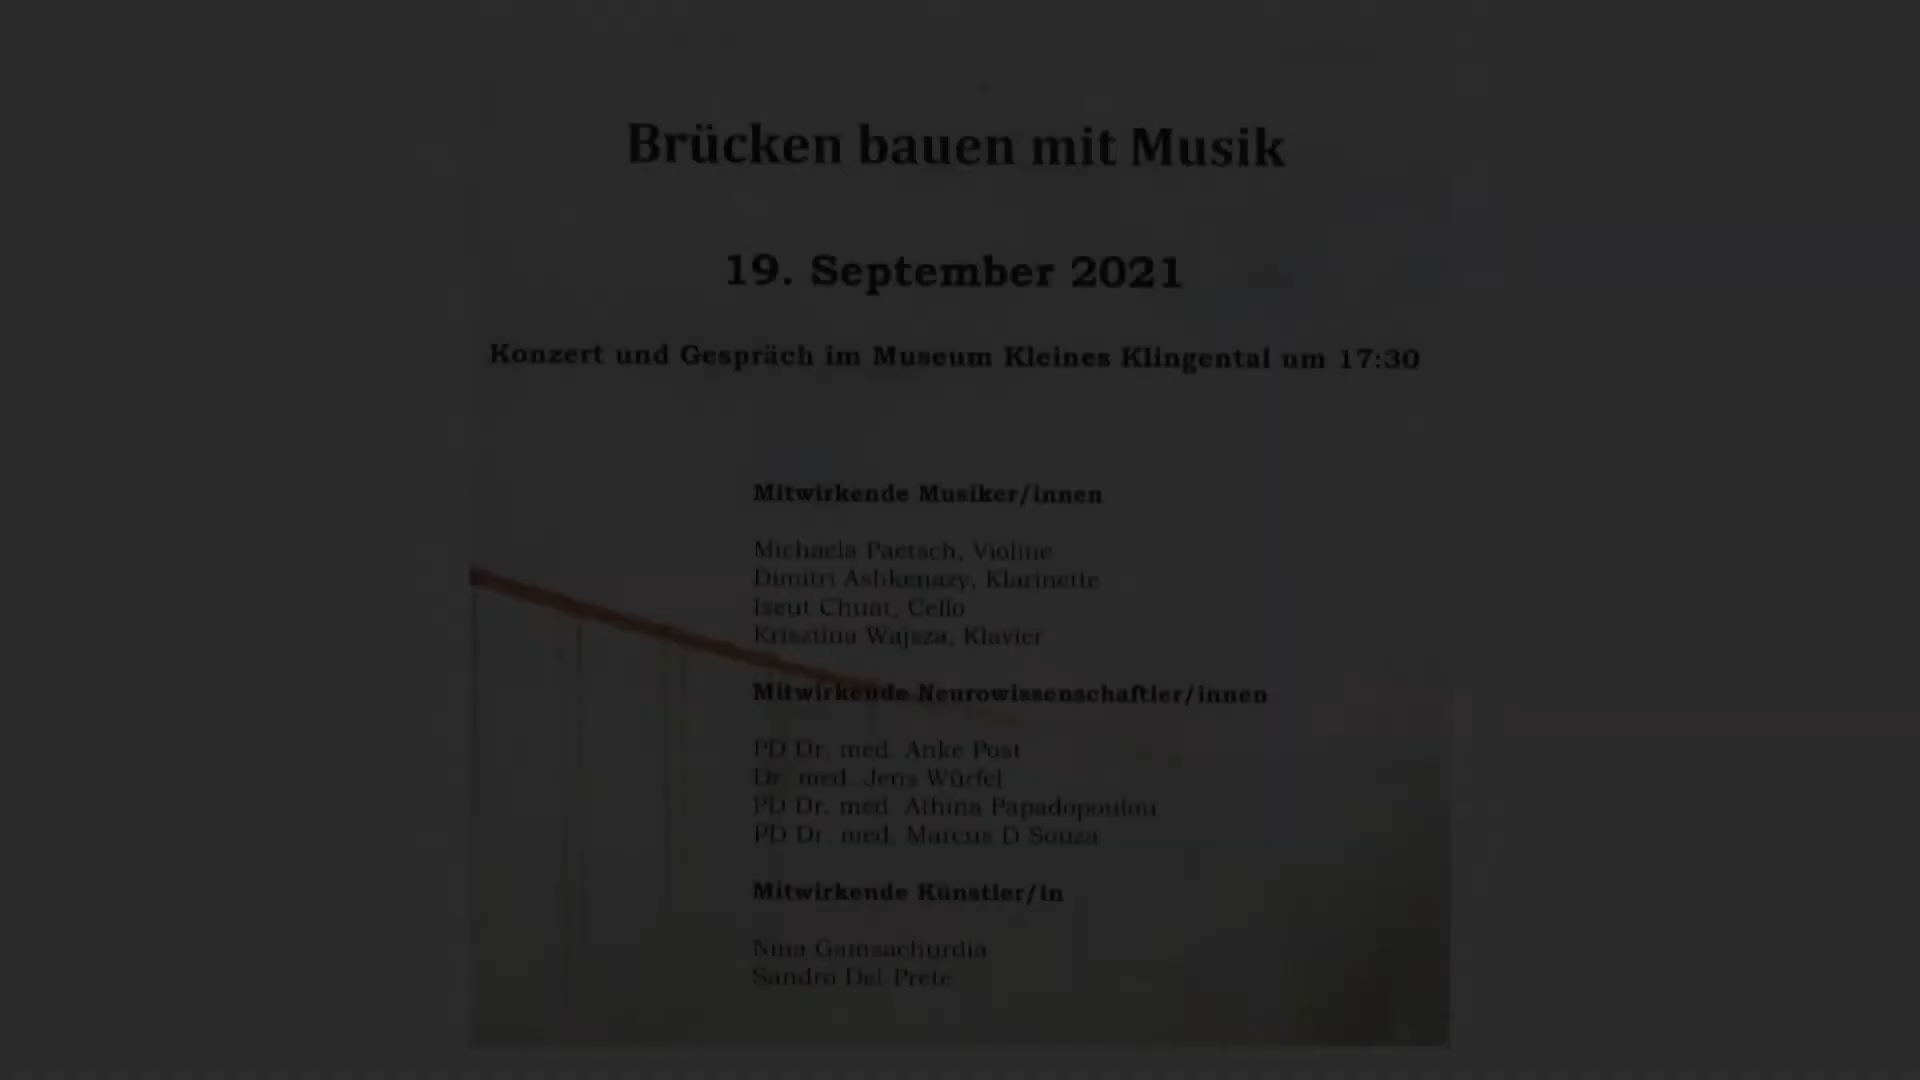 Brücken bauen mit Musik
19. September 2021
Konzert und Gespräch im Museum Kleines Klingental um 17:30
Mitwirkende Musiker/innen
Michaela Paetsch, Violine
Dimitri Ashkenazy, Klarinette
Iseut Chuat, Cello
Krisztina Wajsza, Klavier
Mitwirkende Neurowissenschaftler/innen
PD Dr. med. Anke Post
Dr. med. Jens Würfel
PD Dr. med. Athina Papadopoulou
PD Dr. med. Marcus D Souza
Mitwirkende Künstler/in
Nina Gamsachurdia
Sandro Del Prete